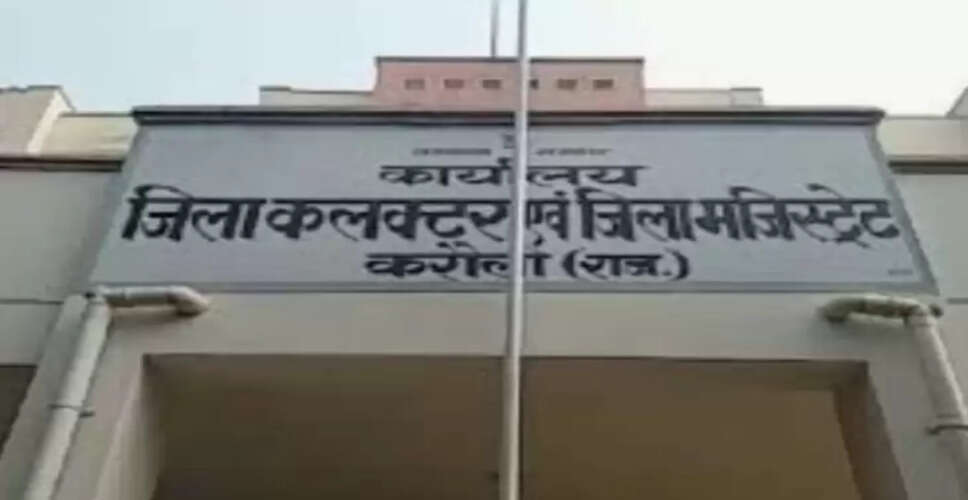 कार्यालय
जिला कलक्टर एवं जिला मजिस्ट्रेट
करौली (राज.)